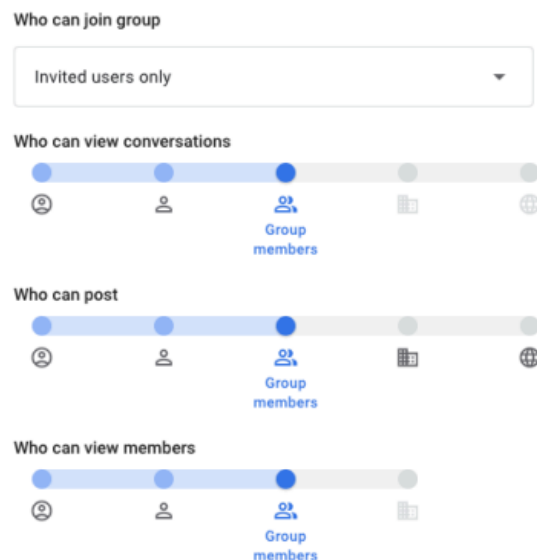 Who can join group
Invited users only
Who can view conversations
Group
members
Who can post
Group
members
Who can view members
Group
members